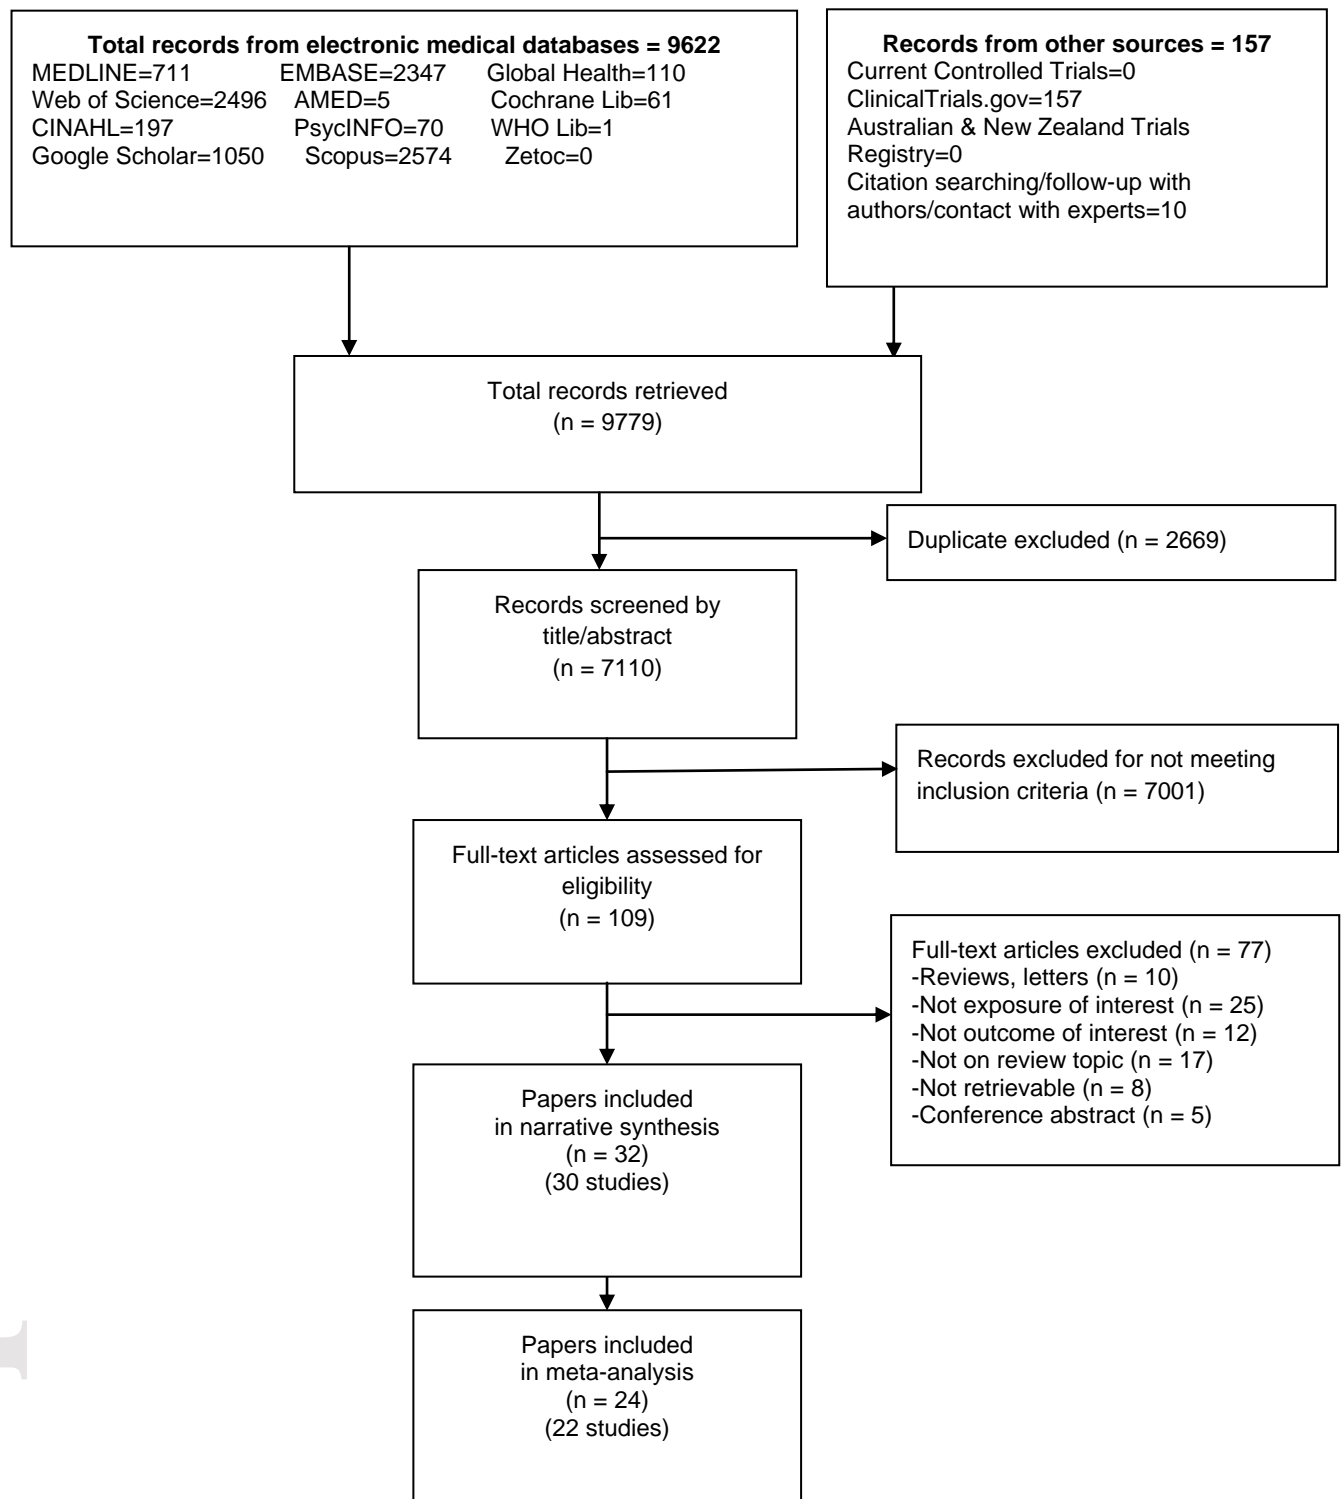 Total records from electronic medical databases = 9622
MEDLINE=711 EMBASE=2347 Global Health=110
Web of Science=2496 AMED=5 Cochrane Lib=61
CINAHL=197 PsycINFO=70 WHO Lib=1
Google Scholar=1050 Scopus=2574 Zetoc=0
Records from other sources = 157
Current Controlled Trials=0
ClinicalTrials.gov=157
Australian & New Zealand Trials
Registry=0
Citation searching/follow-up with
authors/contact with experts=10
Total records retrieved
(n = 9779)
Duplicate excluded (n = 2669)
Records screened by
title/abstract
(n = 7110)
Records excluded for not meeting
inclusion criteria (n = 7001)
Full-text articles assessed for
eligibility
(n = 109)
Full-text articles excluded (n = 77)
-Reviews, letters (n = 10)
-Not exposure of interest (n = 25)
-Not outcome of interest (n = 12)
-Not on review topic (n = 17)
-Not retrievable (n = 8)
-Conference abstract (n = 5)
Papers included
in narrative synthesis
(n = 32)
(30 studies)
Papers included
in meta-analysis
(n = 24)
(22 studies)